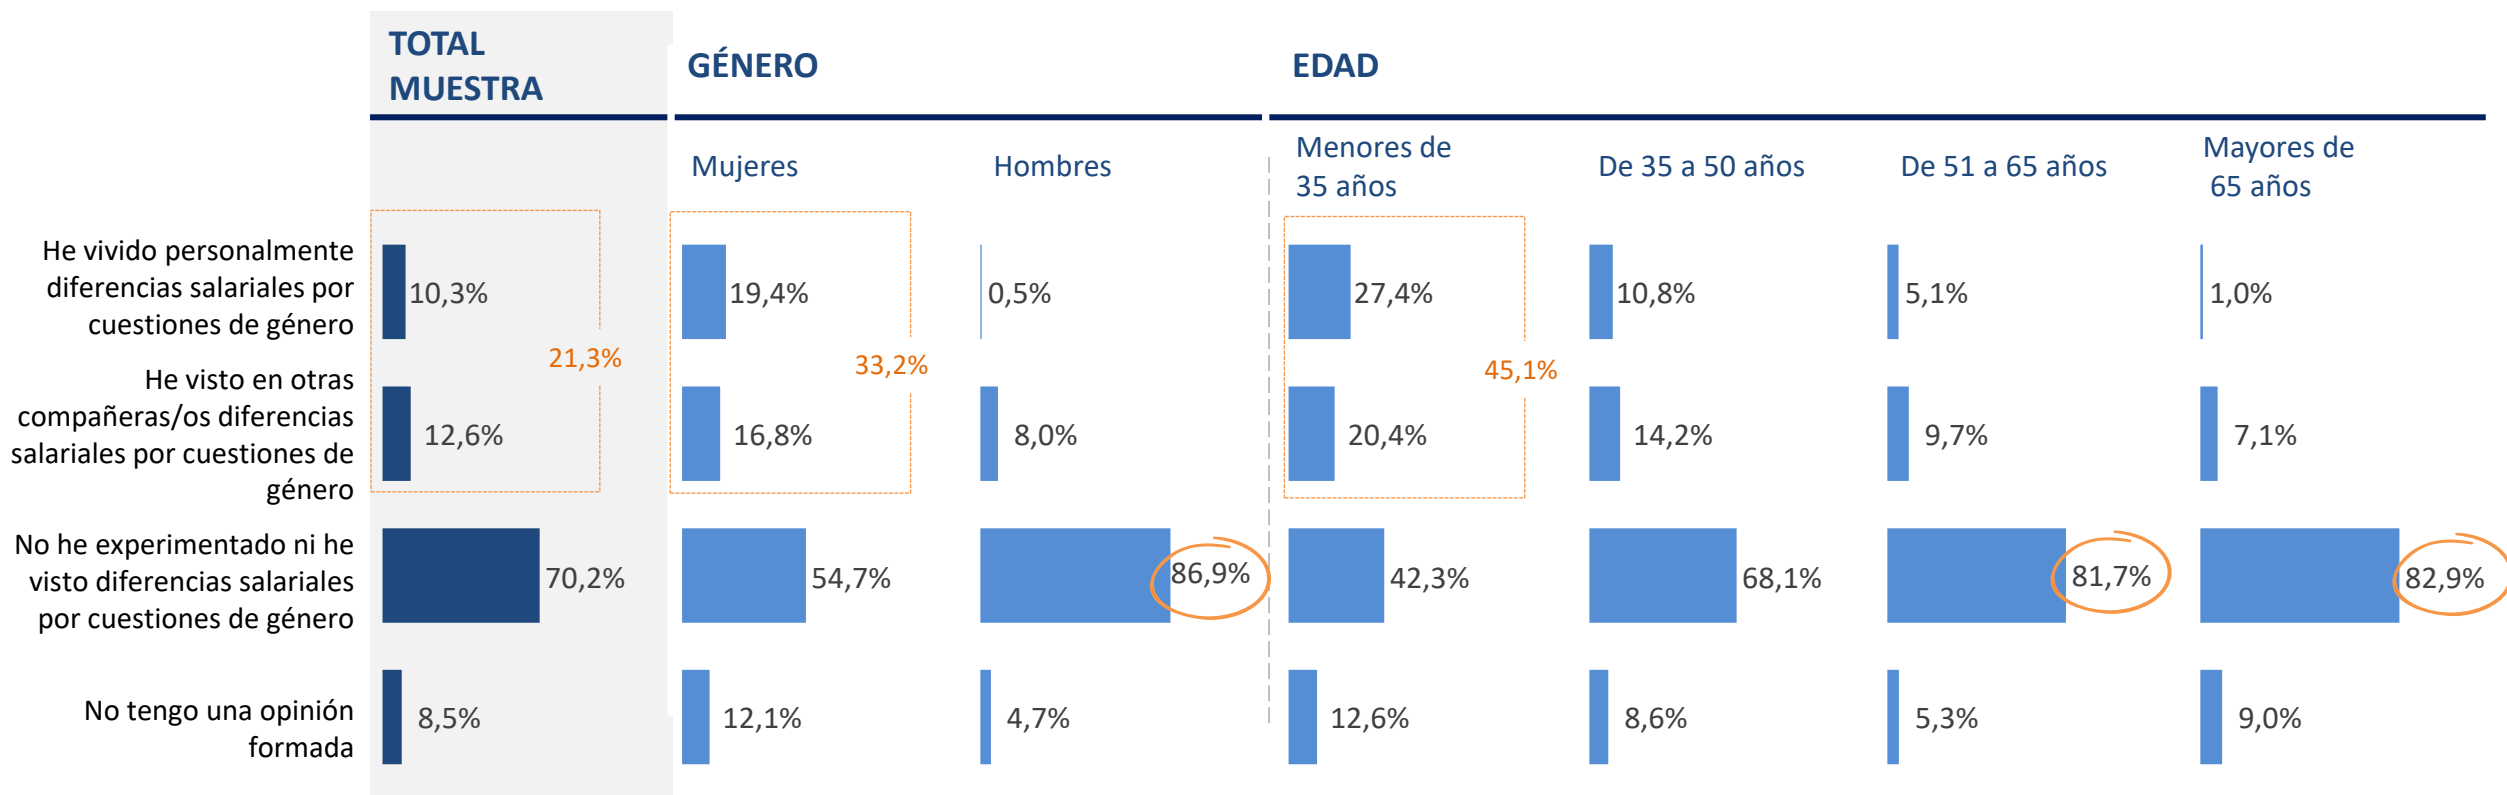 TOTAL
MUESTRA
GÉNERO
EDAD
Mujeres
Hombres
Menores de
35 años
De 35 a 50 años
De 51 a 65 años
Mayores de
65 años
He vivido personalmente
diferencias salariales por
cuestiones de género
10,3%
19,4%
0,5%
27,4%
10,8%
5,1%
1,0%
21,3%
33,2%
45,1%
He visto en otras
compañeras/os diferencias
salariales por cuestiones de
género
12,6%
16,8%
8,0%
20,4%
14,2%
9,7%
7,1%
No he experimentado ni he
visto diferencias salariales
por cuestiones de género
70,2%
54,7%
86,9%
42,3%
68,1%
81,7%
82,9%
No tengo una opinión
formada
8,5%
12,1%
4,7%
12,6%
8,6%
5,3%
9,0%